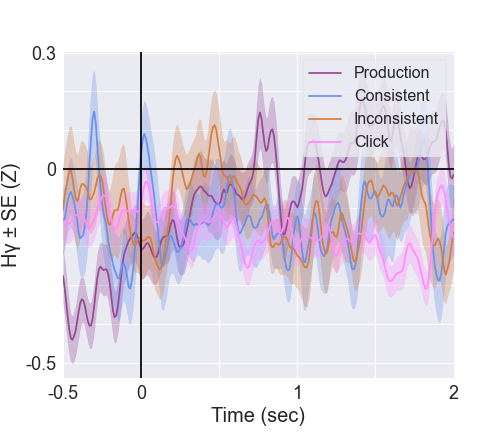 0.3
Production
Consistent
Inconsistent
Click
0
Hγ ± SE (Z)
-0.5
-0.5 0 1 2
Time (sec)